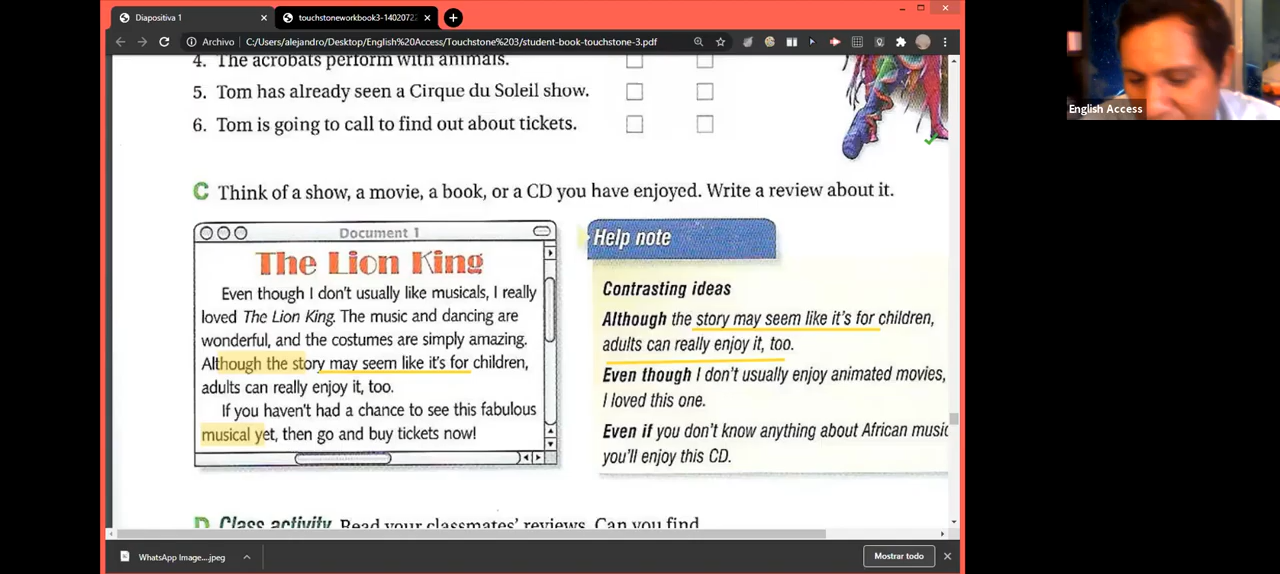 Diapositiva 1
touchstoneworkbook3-1402072
Archivo
C:/Users/alejandro/Desktop/English%20Access/Touchstone%203/student-book-touchstone-3.pdf
English Access
4. The acrobats perform with animals.
5. Tom has already seen a Cirque du Soleil show.
6. Tom is going to call to find out about tickets.
C Think of a show, a movie, a book, or a CD you have enjoyed. Write a review about it.
Document 1
The Lion King
Even though I don't usually like musicals, I really
loved The Lion King. The music and dancing are
wonderful, and the costumes are simply amazing.
Although the story may seem like it's for children,
adults can really enjoy it, too.
If you haven't had a chance to see this fabulous
musical yet, then go and buy tickets now!
Help note
Contrasting ideas
Although the story may seem like it's for children,
adults can really enjoy it, too.
Even though I don't usually enjoy animated movies,
I loved this one.
Even if you don't know anything about African music
you'll enjoy this CD.
D Class activity Read your classmates' reviews. Can you find
WhatsApp Image....jpeg
Mostrar todo